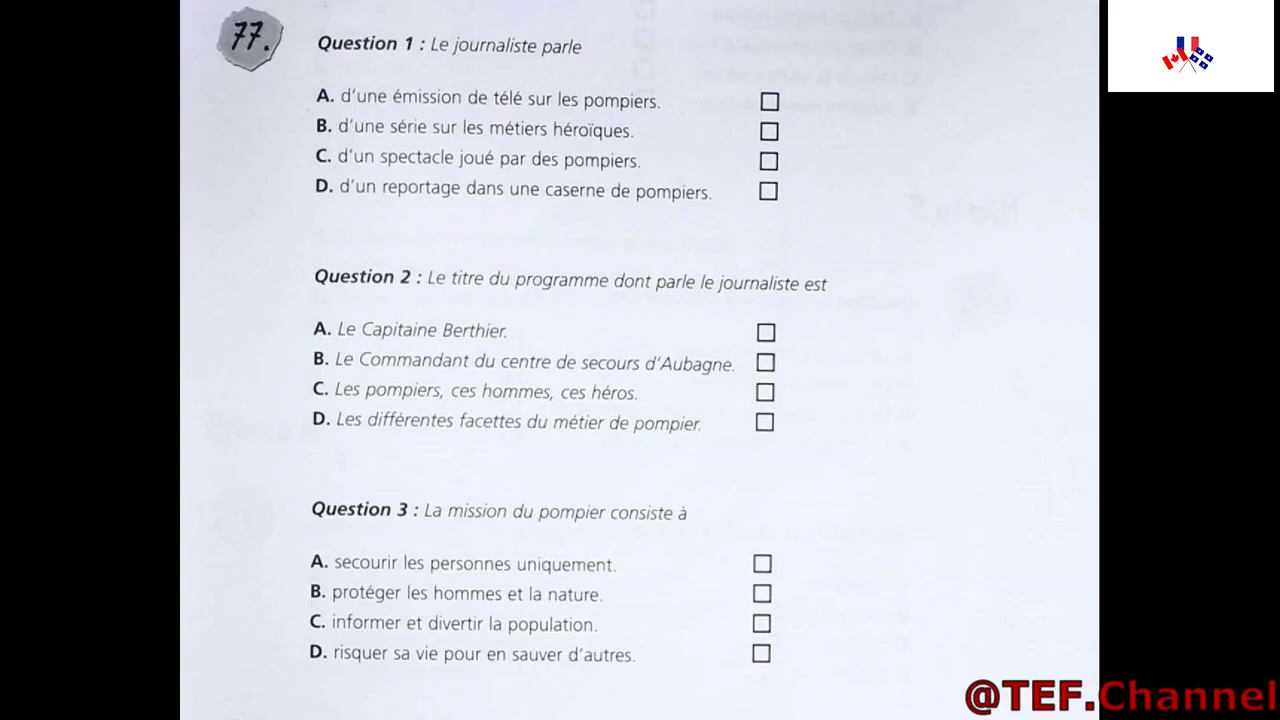 77.
Question 1 : Le journaliste parle
A. d'une émission de télé sur les pompiers.
B. d'une série sur les métiers héroïques.
C. d'un spectacle joué par des pompiers.
D. d'un reportage dans une caserne de pompiers.
Question 2 : Le titre du programme dont parle le journaliste est
A. Le Capitaine Berthier.
B. Le Commandant du centre de secours d'Aubagne.
C. Les pompiers, ces hommes, ces héros.
D. Les différentes facettes du métier de pompier.
Question 3 : La mission du pompier consiste à
A. secourir les personnes uniquement.
B. protéger les hommes et la nature.
C. informer et divertir la population.
D. risquer sa vie pour en sauver d'autres.
@TEF.Channel